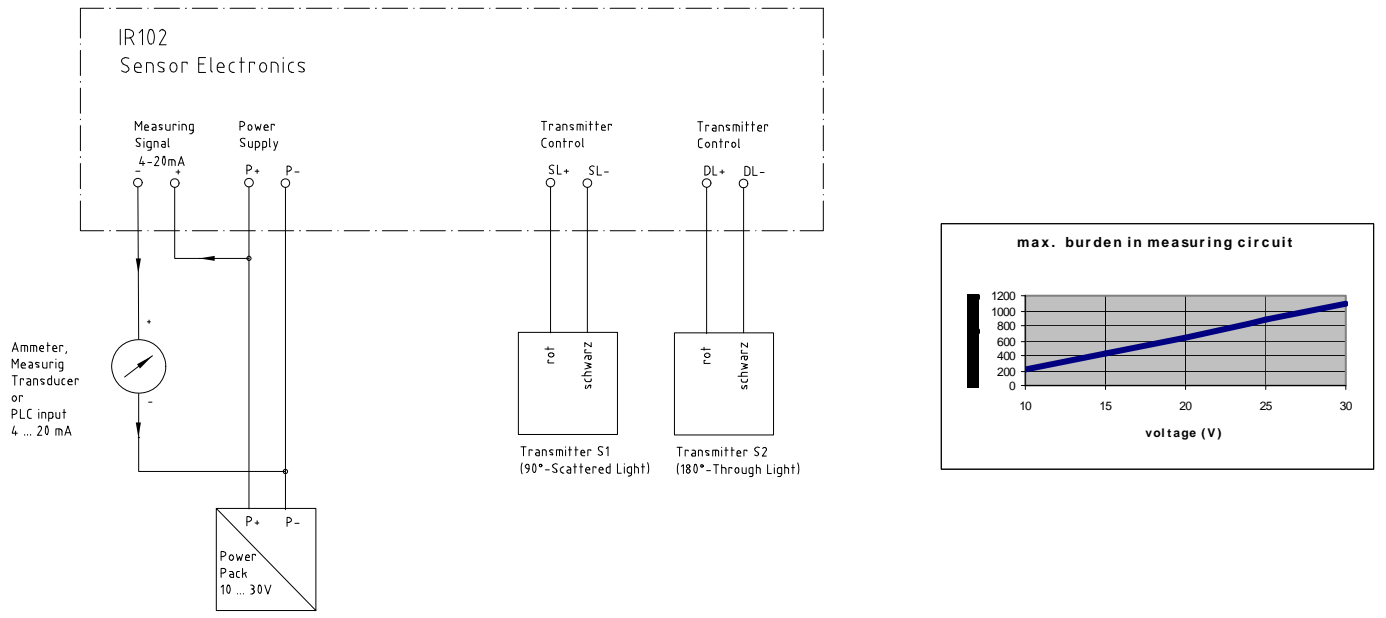 IR102
Sensor Electronics
Measuring
Signal
4-20mA
- +
Power
Supply
P+ P-
Transmitter
Control
SL+ SL-
Transmitter
Control
DL+ DL-
+
Ammeter,
Measurig
Transducer
or
PLC input
4 ... 20 mA
-
rot
schwarz
Transmitter S1
(90°-Scattered Light)
rot
schwarz
Transmitter S2
(180°-Through Light)
P+ P-
Power
Pack
10 ... 30V
max. burden in measuring circuit
1200
1000
800
600
400
200
0
10 15 20 25 30
voltage (V)